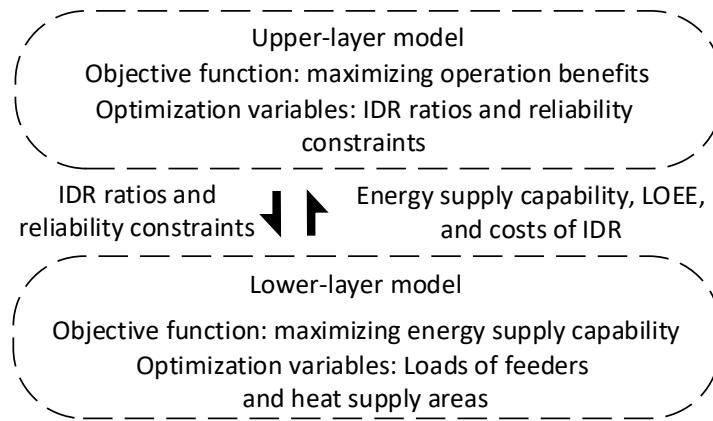 Upper-layer model
Objective function: maximizing operation benefits
Optimization variables: IDR ratios and reliability
constraints
IDR ratios and
reliability constraints
Energy supply capability, LOEE,
and costs of IDR
Lower-layer model
Objective function: maximizing energy supply capability
Optimization variables: Loads of feeders
and heat supply areas